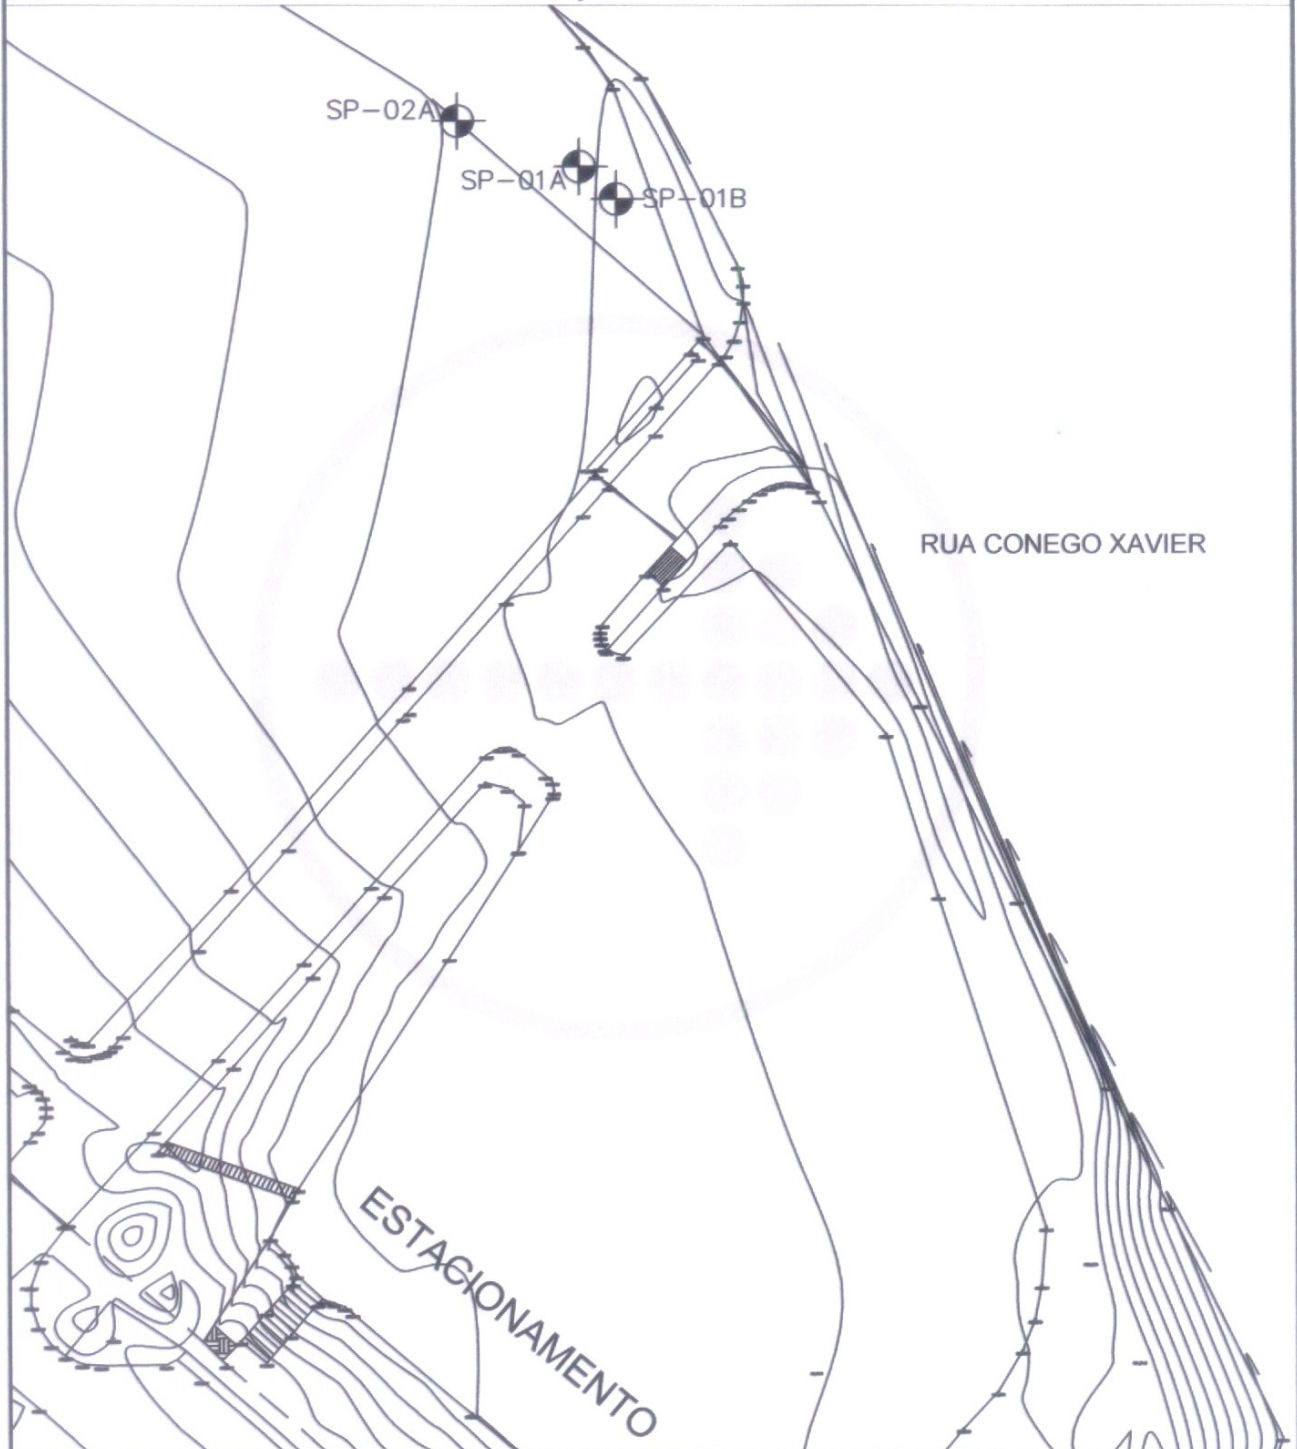 SP-02A
SP-01A
SP-01B
RUA CONEGO XAVIER
ESTACIONAMENTO